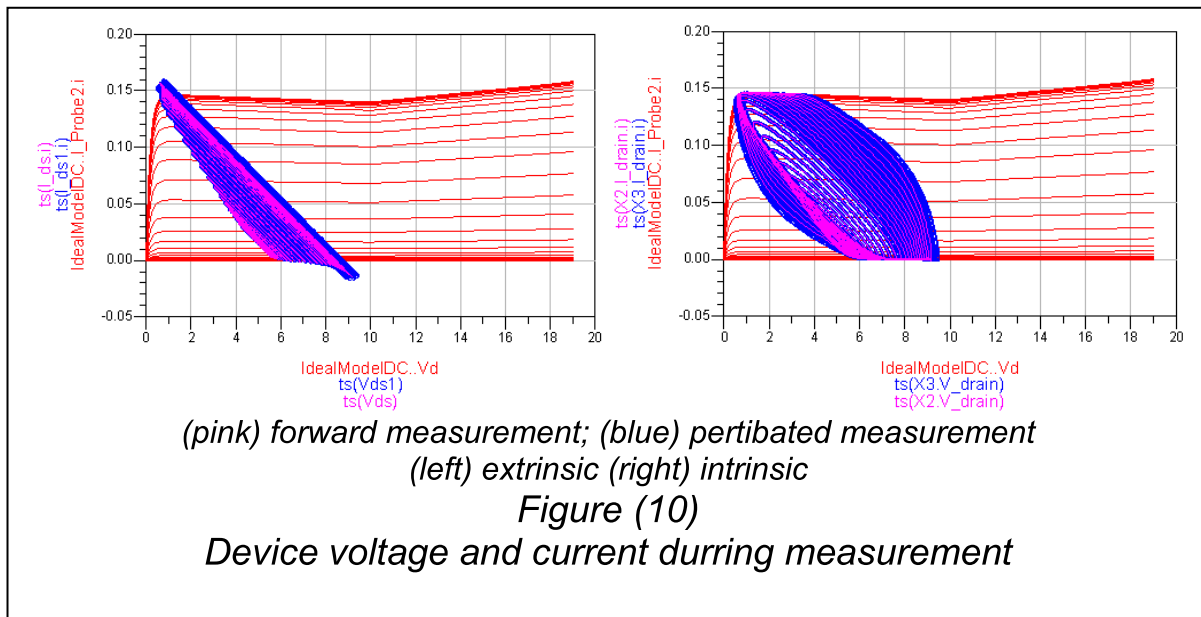 0.20
0.15
0.10
0.05
0.00
-0.05
0 2 4 6 8 10 12 14 16 18 20
ts(I_ds.i)
ts(I_ds1.i)
IdealModelDC..I_Probe2.i
IdealModelDC..Vd
ts(Vds1)
ts(Vds)
0.20
0.15
0.10
0.05
0.00
-0.05
0 2 4 6 8 10 12 14 16 18 20
ts(X2.I_drain.i)
ts(X3.I_drain.i)
IdealModelDC..I_Probe2.i
IdealModelDC..Vd
ts(X3.V_drain)
ts(X2.V_drain)
(pink) forward measurement; (blue) pertibated measurement
(left) extrinsic (right) intrinsic
Figure (10)
Device voltage and current durring measurement